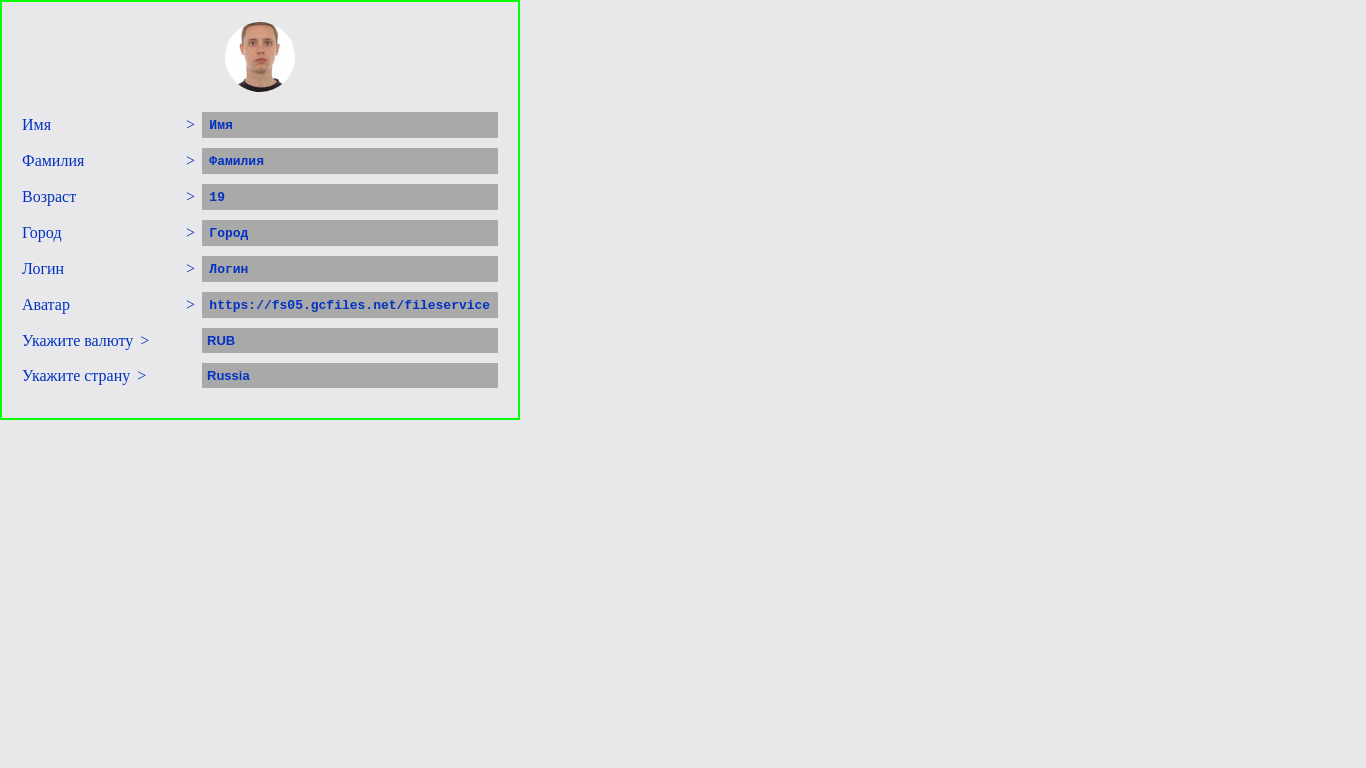 Имя > Имя
Фамилия > Фамилия
Возраст > 19
Город > Город
Логин > Логин
Аватар > https://fs05.gcfiles.net/fileservice
Укажите валюту > RUB
Укажите страну > Russia